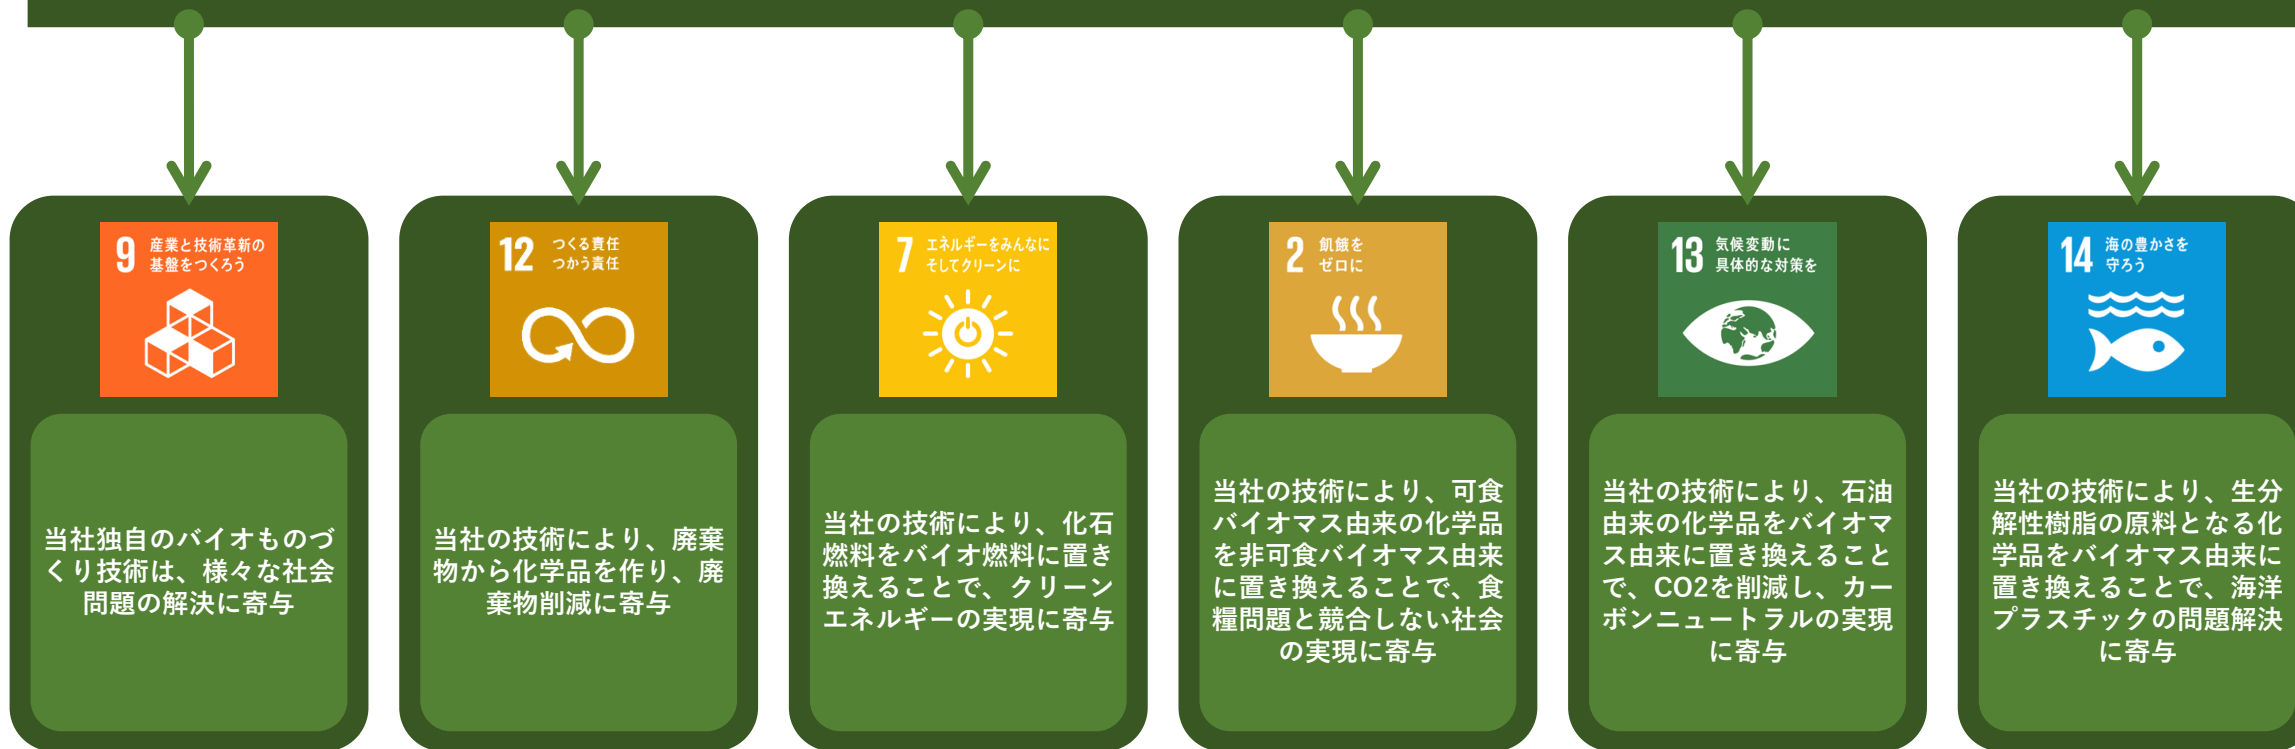 9 産業と技術革新の
基盤をつくろう
当社独自のバイオものづ
くり技術は、様々な社会
問題の解決に寄与
12 つくる責任
つかう責任
当社の技術により、廃棄
物から化学品を作り、廃
棄物削減に寄与
7 エネルギーをみんなに
そしてクリーンに
当社の技術により、化石
燃料をバイオ燃料に置き
換えることで、クリーン
エネルギーの実現に寄与
2 飢餓を
ゼロに
当社の技術により、可食
バイオマス由来の化学品
を非可食バイオマス由来
に置き換えることで、食
糧問題と競合しない社会
の実現に寄与
13 気候変動に
具体的な対策を
当社の技術により、石油
由来の化学品をバイオマ
ス由来に置き換えること
で、CO2を削減し、カー
ボンニュートラルの実現
に寄与
14 海の豊かさを
守ろう
当社の技術により、生分
解性樹脂の原料となる化
学品をバイオマス由来に
置き換えることで、海洋
プラスチックの問題解決
に寄与